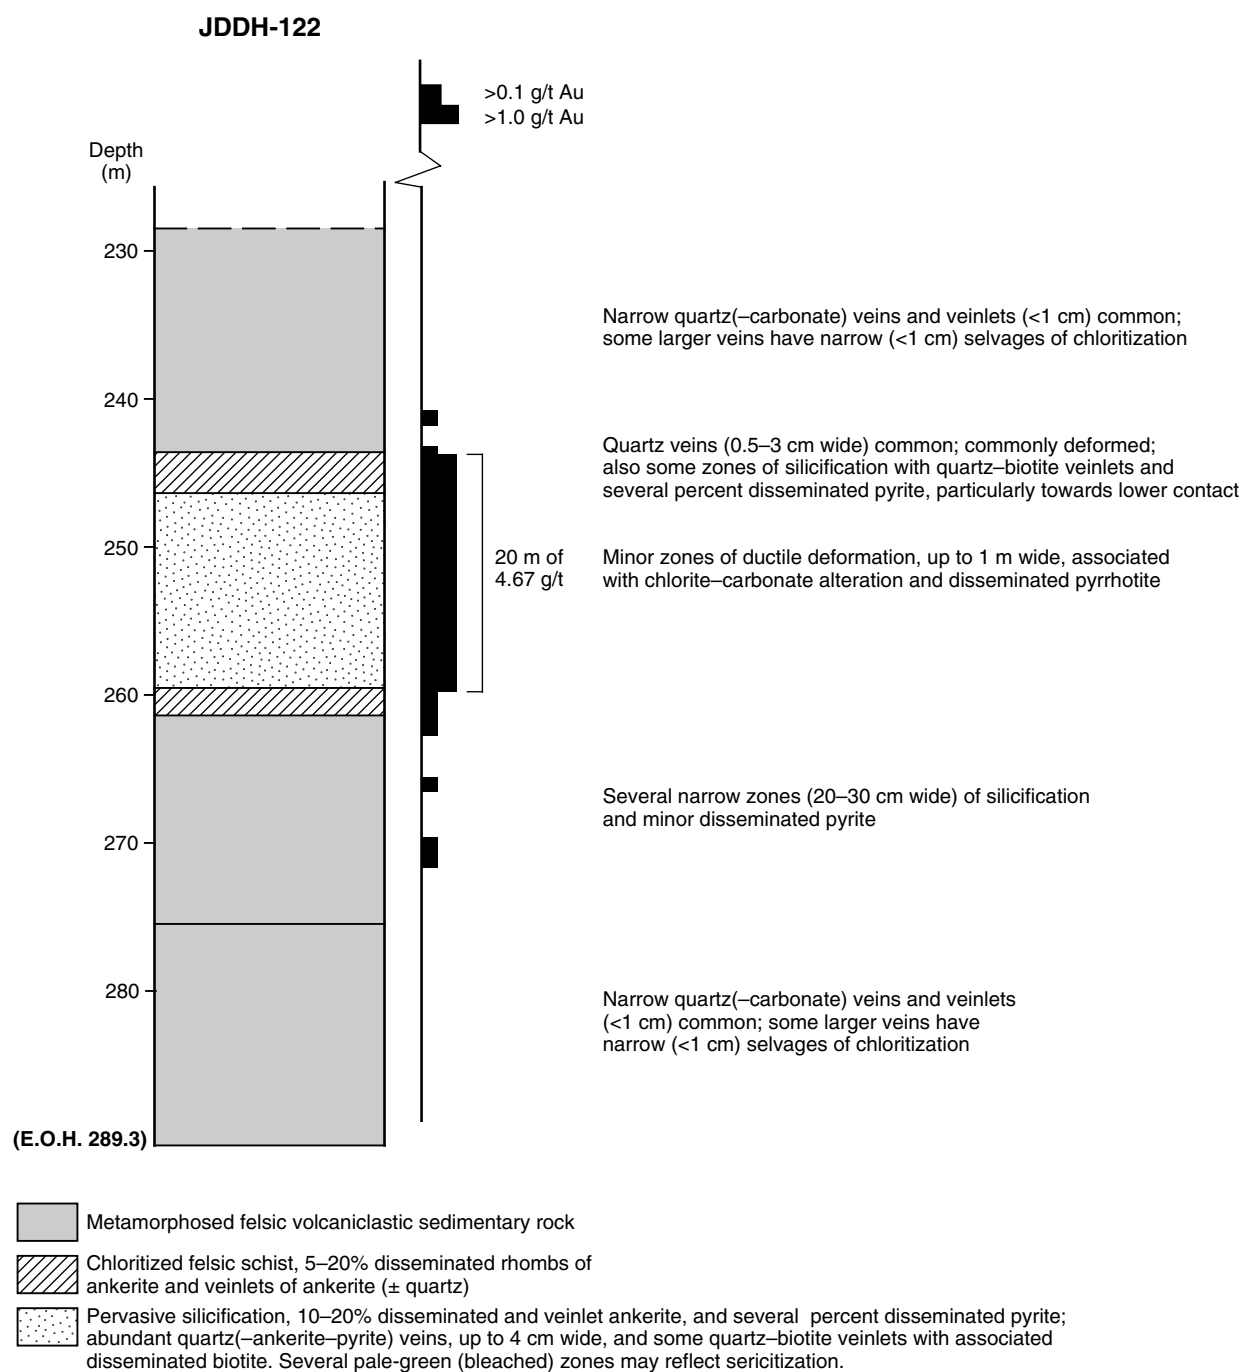 JDDH-122
>0.1 g/t Au
>1.0 g/t Au
Depth
(m)
230
Narrow quartz(–carbonate) veins and veinlets (<1 cm) common;
some larger veins have narrow (<1 cm) selvages of chloritization
240
Quartz veins (0.5–3 cm wide) common; commonly deformed;
also some zones of silicification with quartz–biotite veinlets and
several percent disseminated pyrite, particularly towards lower contact
250
20 m of
4.67 g/t
Minor zones of ductile deformation, up to 1 m wide, associated
with chlorite–carbonate alteration and disseminated pyrrhotite
260
Several narrow zones (20–30 cm wide) of silicification
and minor disseminated pyrite
270
280
Narrow quartz(–carbonate) veins and veinlets
(<1 cm) common; some larger veins have
narrow (<1 cm) selvages of chloritization
(E.O.H. 289.3)
Metamorphosed felsic volcaniclastic sedimentary rock
Chloritized felsic schist, 5–20% disseminated rhombs of
ankerite and veinlets of ankerite (± quartz)
Pervasive silicification, 10–20% disseminated and veinlet ankerite, and several percent disseminated pyrite;
abundant quartz(–ankerite–pyrite) veins, up to 4 cm wide, and some quartz–biotite veinlets with associated
disseminated biotite. Several pale-green (bleached) zones may reflect sericitization.